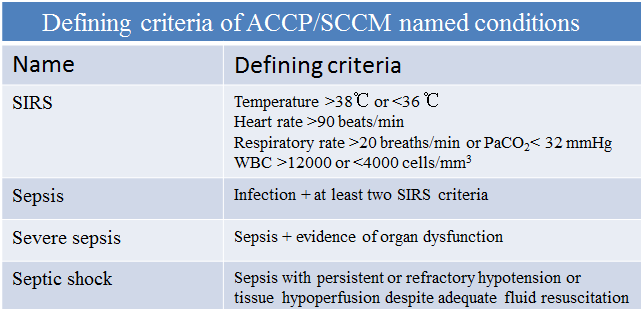 Defining criteria of ACCP/SCCM named conditions
Name Defining criteria
SIRS Temperature >38℃ or <36 ℃
Heart rate >90 beats/min
Respiratory rate >20 breaths/min or PaCO₂< 32 mmHg
WBC >12000 or <4000 cells/mm³
Sepsis Infection + at least two SIRS criteria
Severe sepsis Sepsis + evidence of organ dysfunction
Septic shock Sepsis with persistent or refractory hypotension or
tissue hypoperfusion despite adequate fluid resuscitation